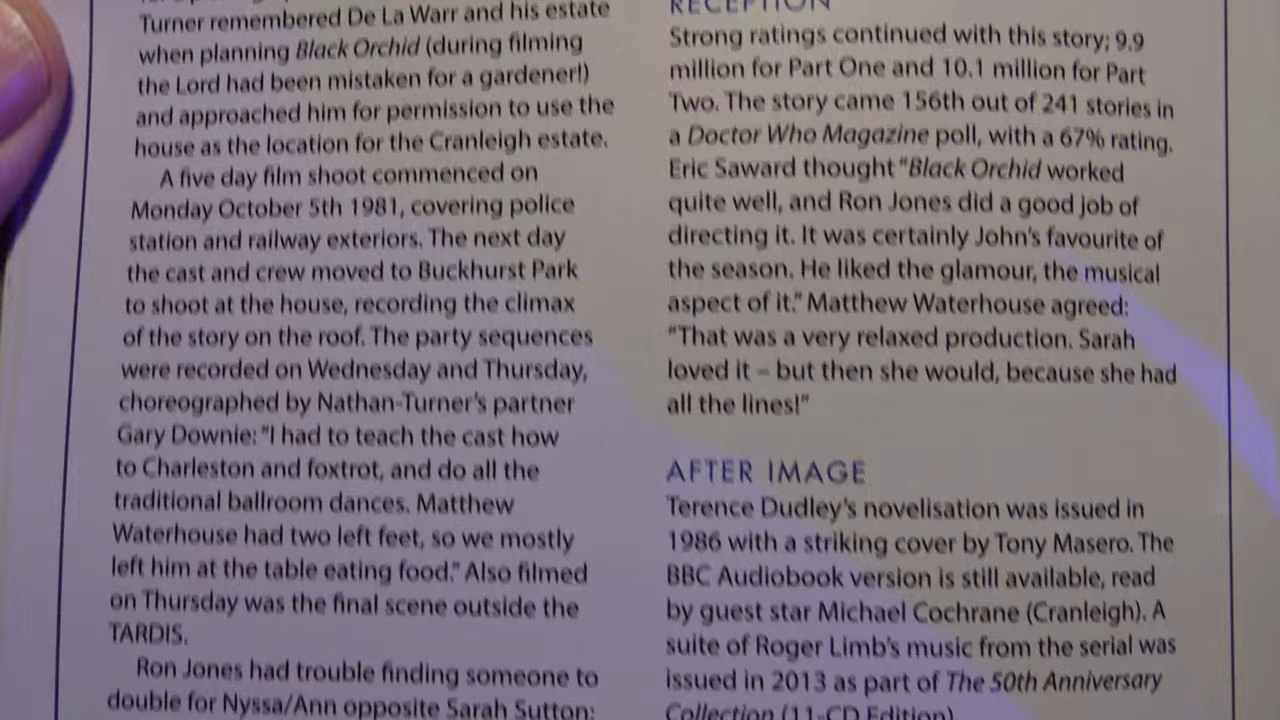 Turner remembered De La Warr and his estate
when planning Black Orchid (during filming
the Lord had been mistaken for a gardener!)
and approached him for permission to use the
house as the location for the Cranleigh estate.
A five day film shoot commenced on
Monday October 5th 1981, covering police
station and railway exteriors. The next day
the cast and crew moved to Buckhurst Park
to shoot at the house, recording the climax
of the story on the roof. The party sequences
were recorded on Wednesday and Thursday,
choreographed by Nathan-Turner's partner
Gary Downie: "I had to teach the cast how
to Charleston and foxtrot, and do all the
traditional ballroom dances. Matthew
Waterhouse had two left feet, so we mostly
left him at the table eating food." Also filmed
on Thursday was the final scene outside the
TARDIS.
Ron Jones had trouble finding someone to
double for Nyssa/Ann opposite Sarah Sutton:
RECEPTION
Strong ratings continued with this story; 9.9
million for Part One and 10.1 million for Part
Two. The story came 156th out of 241 stories in
a Doctor Who Magazine poll, with a 67% rating.
Eric Saward thought "Black Orchid worked
quite well, and Ron Jones did a good job of
directing it. It was certainly John's favourite of
the season. He liked the glamour, the musical
aspect of it." Matthew Waterhouse agreed:
"That was a very relaxed production. Sarah
loved it – but then she would, because she had
all the lines!"
AFTER IMAGE
Terence Dudley's novelisation was issued in
1986 with a striking cover by Tony Masero. The
BBC Audiobook version is still available, read
by guest star Michael Cochrane (Cranleigh). A
suite of Roger Limb's music from the serial was
issued in 2013 as part of The 50th Anniversary
Collection (11-CD Edition)